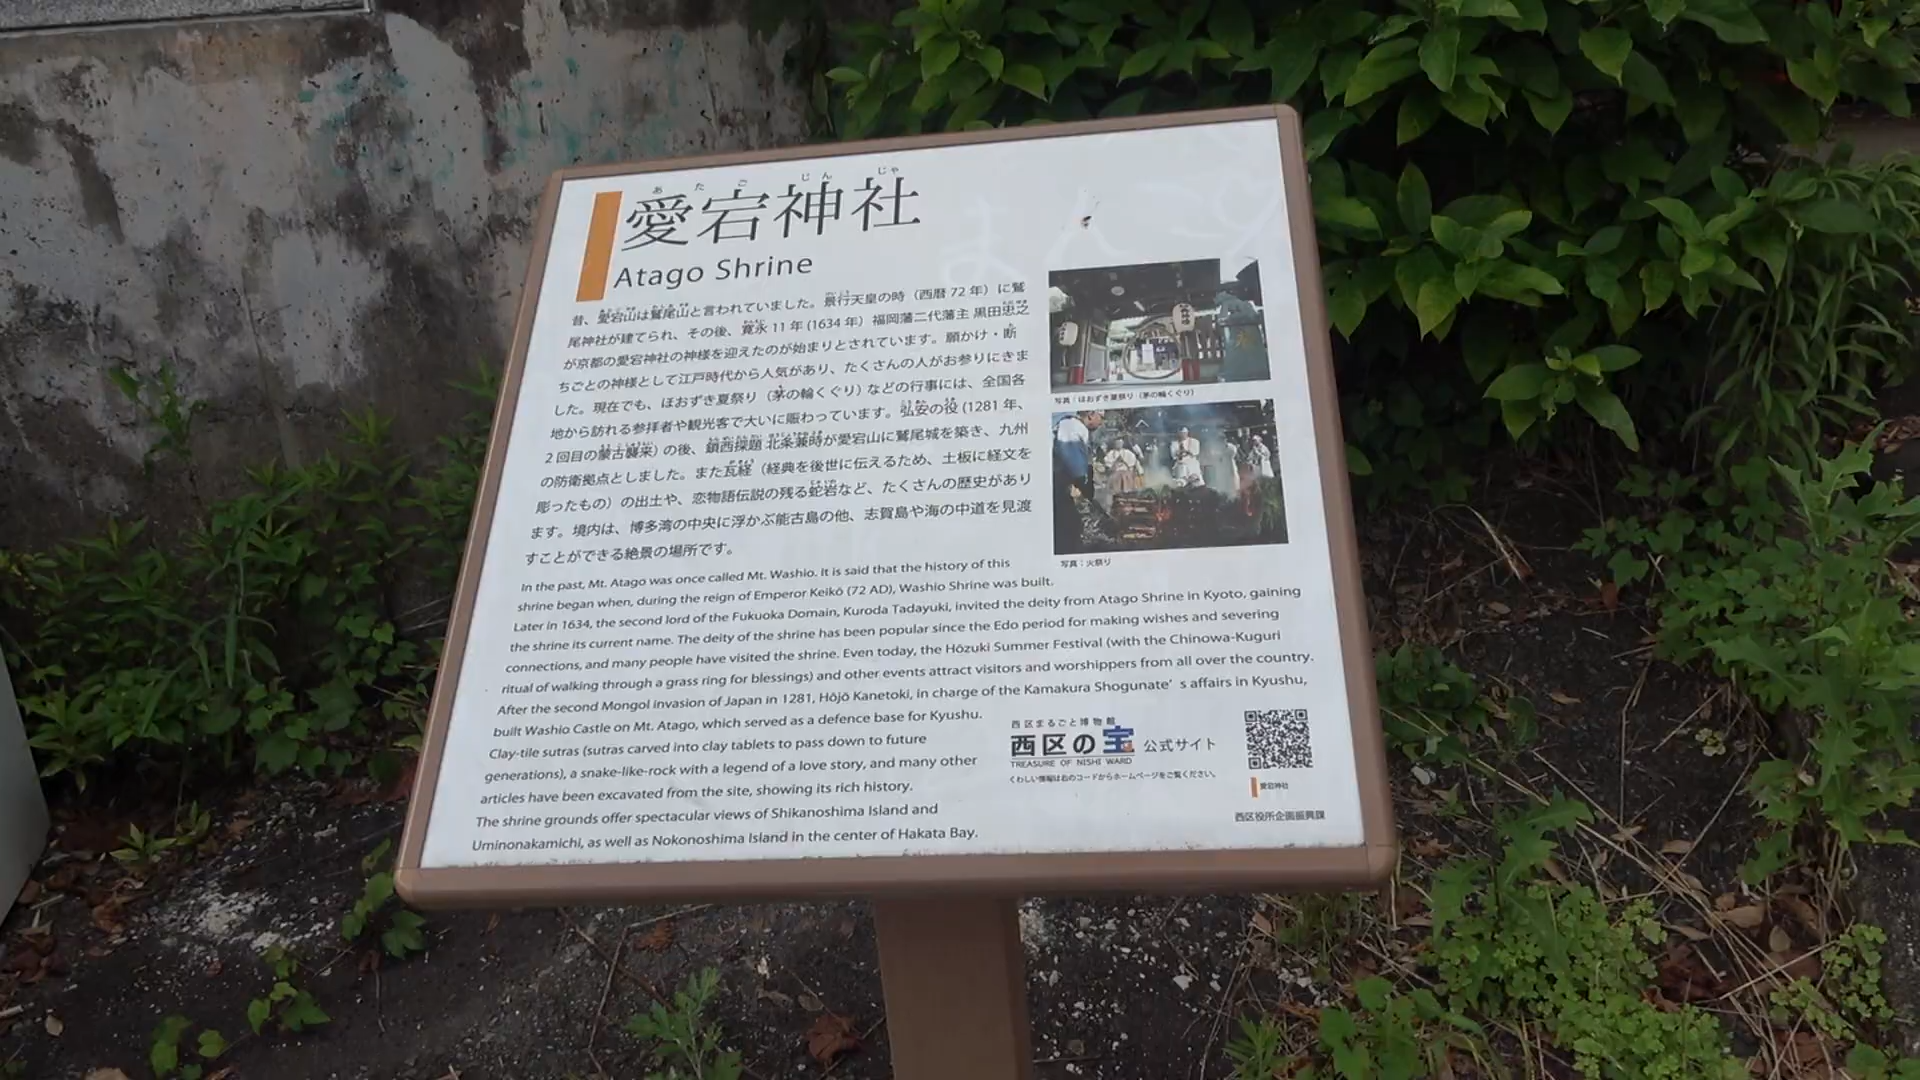 愛宕神社
Atago Shrine
昔、愛宕山は鷲尾山と言われていました。景行天皇の時（西暦72年）に鷲
尾神社が建てられ、その後、寛永11年(1634年）福岡藩二代藩主 黒田忠之
が京都の愛宕神社の神様を迎えたのが始まりとされています。願かけ・断
ちごとの神様として江戸時代から人気があり、たくさんの人がお参りにきま
した。現在でも、ほおずき夏祭り（茅の輪くぐり）などの行事には、全国各
地から訪れる参拝者や観光客で大いに賑わっています。弘安の役(1281年、
2回目の蒙古襲来）の後、鎮西探題 北条兼時が愛宕山に鷲尾城を築き、九州
の防衛拠点としました。また瓦経（経典を後世に伝えるため、土板に経文を
彫ったもの）の出土や、恋物語伝説の残る蛇岩など、たくさんの歴史があり
ます。境内は、博多湾の中央に浮かぶ能古島の他、志賀島や海の中道を見渡
すことができる絶景の場所です。
写真：ほおずき夏祭り（茅の輪くぐり）
写真：火祭り
In the past, Mt. Atago was once called Mt. Washio. It is said that the history of this
shrine began when, during the reign of Emperor Keikō (72 AD), Washio Shrine was built.
Later in 1634, the second lord of the Fukuoka Domain, Kuroda Tadayuki, invited the deity from Atago Shrine in Kyoto, gaining
the shrine its current name. The deity of the shrine has been popular since the Edo period for making wishes and severing
connections, and many people have visited the shrine. Even today, the Hōzuki Summer Festival (with the Chinowa-Kuguri
ritual of walking through a grass ring for blessings) and other events attract visitors and worshippers from all over the country.
After the second Mongol invasion of Japan in 1281, Hōjō Kanetoki, in charge of the Kamakura Shogunate's affairs in Kyushu,
built Washio Castle on Mt. Atago, which served as a defence base for Kyushu.
Clay-tile sutras (sutras carved into clay tablets to pass down to future
generations), a snake-like-rock with a legend of a love story, and many other
articles have been excavated from the site, showing its rich history.
The shrine grounds offer spectacular views of Shikanoshima Island and
Uminonakamichi, as well as Nokonoshima Island in the center of Hakata Bay.
西区まるごと博物館
西区の宝 公式サイト
TREASURE OF NISHI WARD
くわしい情報は右のコードからホームページをご覧ください。
愛宕神社
西区役所企画振興課